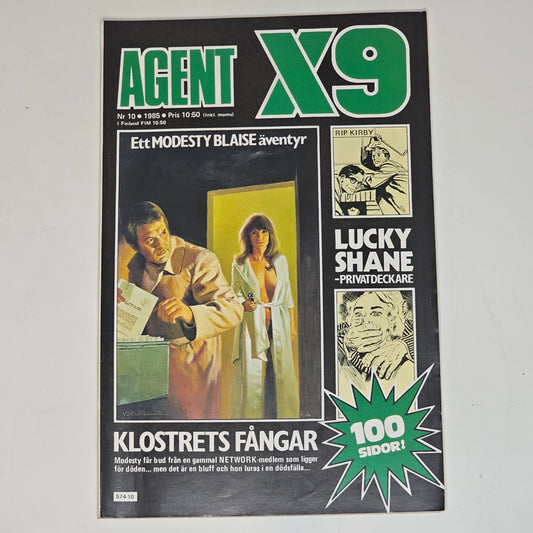 AGENT X9
Nr 10 • 1985 • Pris 10:50 (Inkl. moms)
I Finland FIM 10:50
Ett MODESTY BLAISE äventyr
RIP KIRBY
LUCKY
SHANE
-PRIVATDECKARE
KLOSTRETS FÅNGAR
Modesty får bud från en gammal NETWORK-medlem som ligger
för döden... men det är en bluff och hon luras i en dödsfälla...
100
SIDOR!
574-10